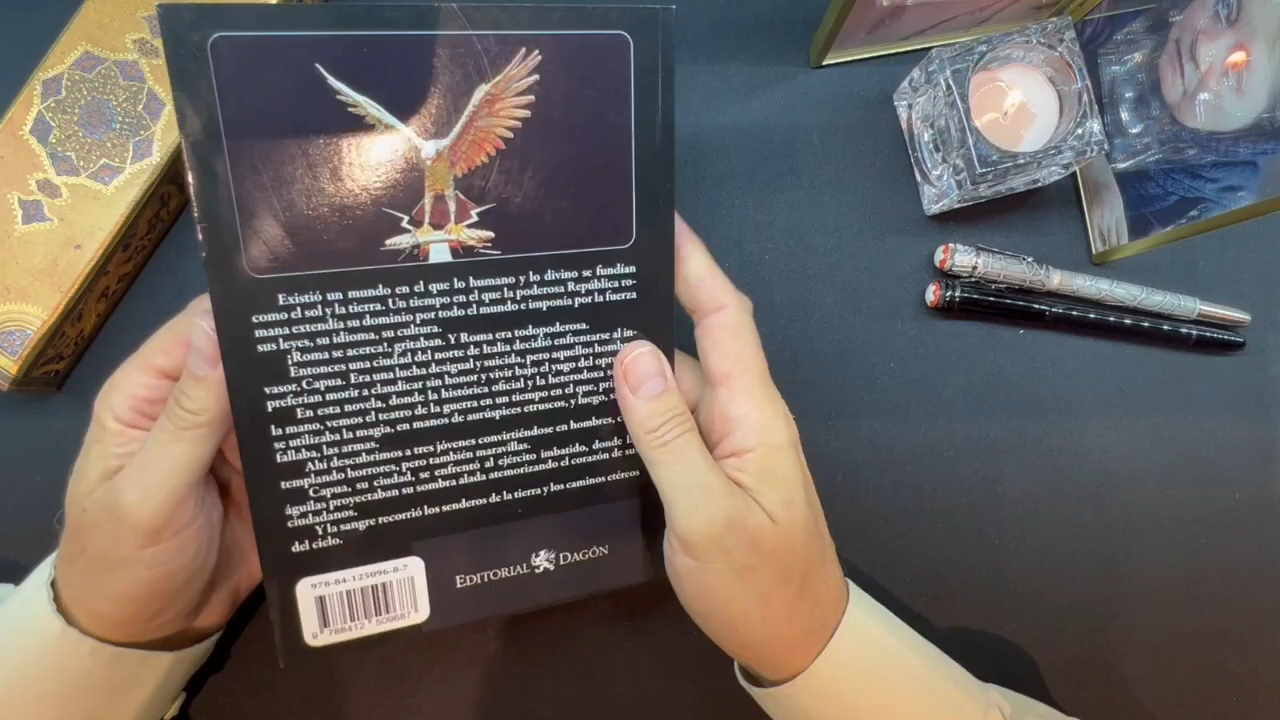 Existió un mundo en el que lo humano y lo divino se fundían
como el sol y la tierra. Un tiempo en el que la poderosa República ro-
mana extendía su dominio por todo el mundo e imponía por la fuerza
sus leyes, su idioma, su cultura.
¡Roma se acerca!, gritaban. Y Roma era todopoderosa.
Entonces una ciudad del norte de Italia decidió enfrentarse al in-
vasor, Capua. Era una lucha desigual y suicida, pero aquellos
preferían morir a claudicar sin honor y vivir bajo el yugo del
En esta novela, donde la histórica oficial y la heterodoxa
la mano, vemos el teatro de la guerra en un tiempo en el que,
se utilizaba la magia, en manos de aurúspices etruscos, y luego,
fallaba, las armas.
Ahí descubrimos a tres jóvenes convirtiéndose en hombres,
templando horrores, pero también maravillas.
Capua, su ciudad, se enfrentó al ejército imbatido, donde
águilas proyectaban su sombra alada atemorizando el corazón de su
ciudadanos.
Y la sangre recorrió los senderos de la tierra y los caminos etéreos
del cielo.
978-84-125096-8-7
9 788412 509687
EDITORIAL DAGÓN